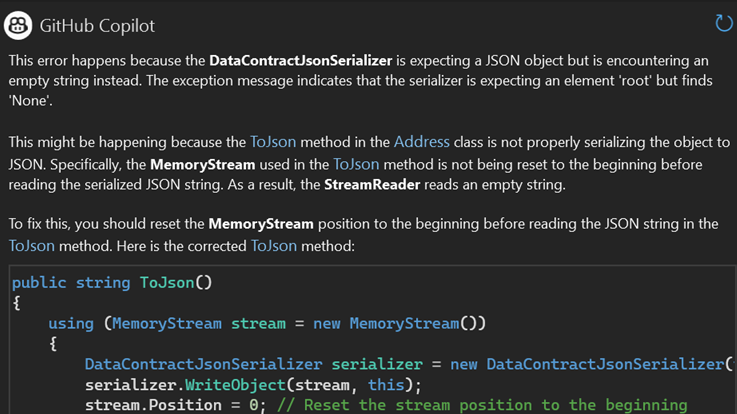 GitHub Copilot
This error happens because the DataContractJsonSerializer is expecting a JSON object but is encountering an
empty string instead. The exception message indicates that the serializer is expecting an element 'root' but finds
'None'.
This might be happening because the ToJson method in the Address class is not properly serializing the object to
JSON. Specifically, the MemoryStream used in the ToJson method is not being reset to the beginning before
reading the serialized JSON string. As a result, the StreamReader reads an empty string.
To fix this, you should reset the MemoryStream position to the beginning before reading the JSON string in the
ToJson method. Here is the corrected ToJson method:
public string ToJson()
{
    using (MemoryStream stream = new MemoryStream())
    {
        DataContractJsonSerializer serializer = new DataContractJsonSerializer(
        serializer.WriteObject(stream, this);
        stream.Position = 0; // Reset the stream position to the beginning